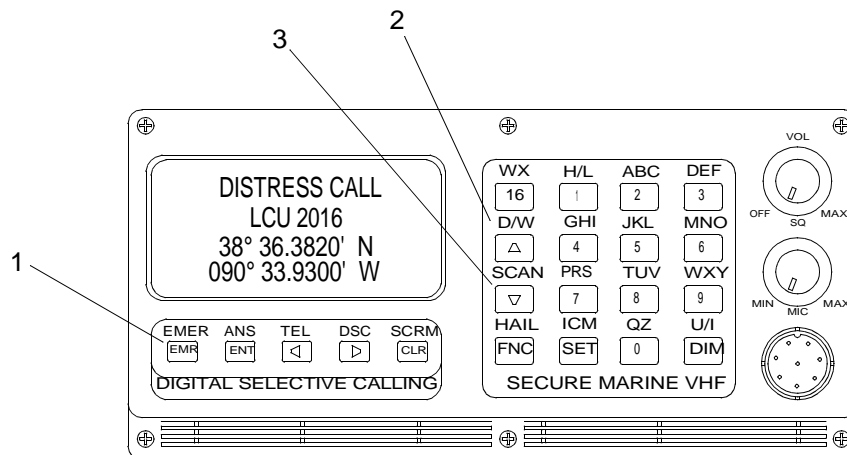 2
3
1
DISTRESS CALL
LCU 2016
38° 36.3820' N
090° 33.9300' W
EMER ANS TEL DSC SCRM
EMR ENT CLR
DIGITAL SELECTIVE CALLING
WX H/L ABC DEF
16 1 2 3
D/W GHI JKL MNO
4 5 6
SCAN PRS TUV WXY
7 8 9
HAIL ICM QZ U/I
FNC SET 0 DIM
SECURE MARINE VHF
VOL
OFF SQ MAX
MIN MIC MAX